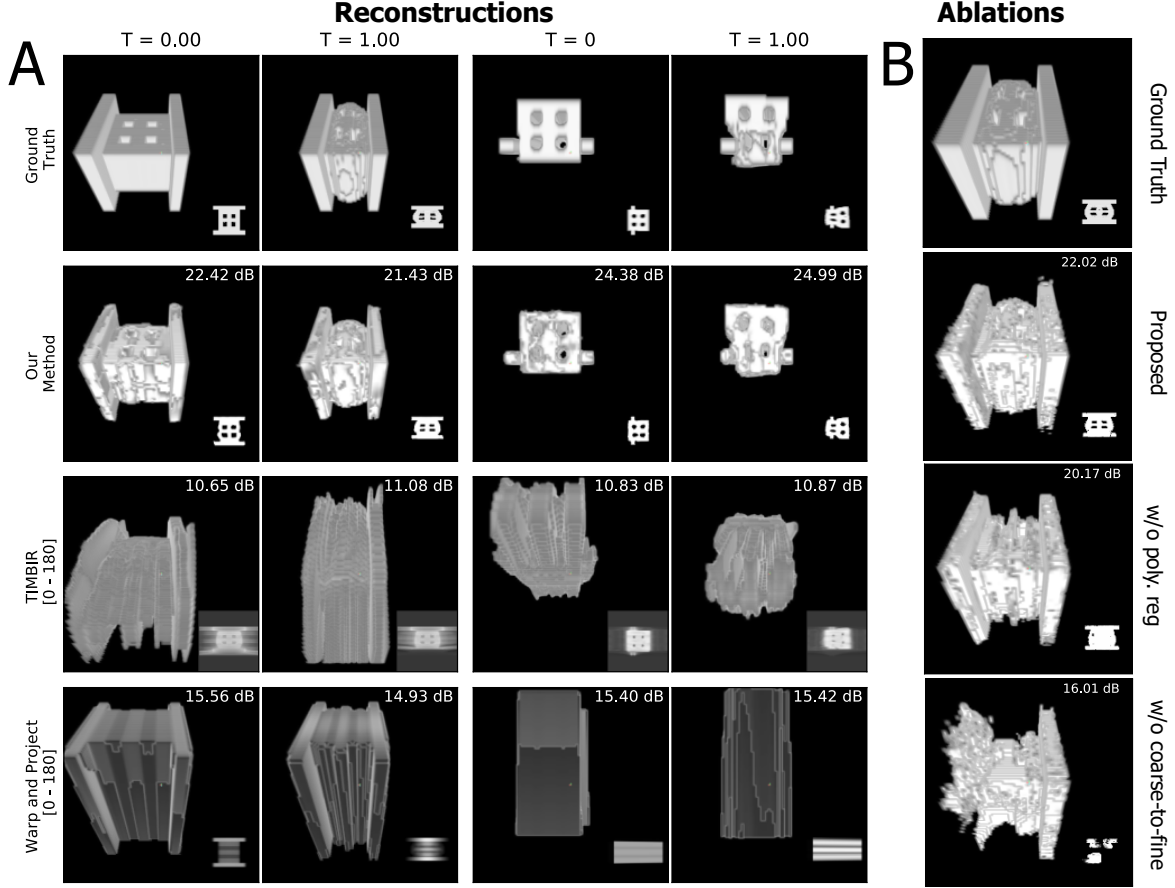 Reconstructions
Ablations
A
T = 0.00
T = 1.00
T = 0
T = 1.00
B
Ground
Truth
Ground Truth
Our
Method
22.42 dB
21.43 dB
24.38 dB
24.99 dB
22.02 dB
Proposed
TIMBIR
[0 - 180]
10.65 dB
11.08 dB
10.83 dB
10.87 dB
20.17 dB
w/o poly. reg
Warp and Project
[0 - 180]
15.56 dB
14.93 dB
15.40 dB
15.42 dB
16.01 dB
w/o coarse-to-fine